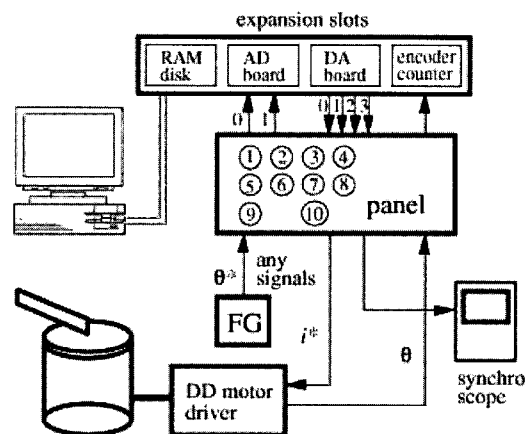 expansion slots
RAM disk
AD board
DA board
encoder counter
0 1
0 1 2 3
1 2 3 4
5 6 7 8
9 10
panel
θ*
any signals
FG
i*
θ
DD motor driver
synchro scope